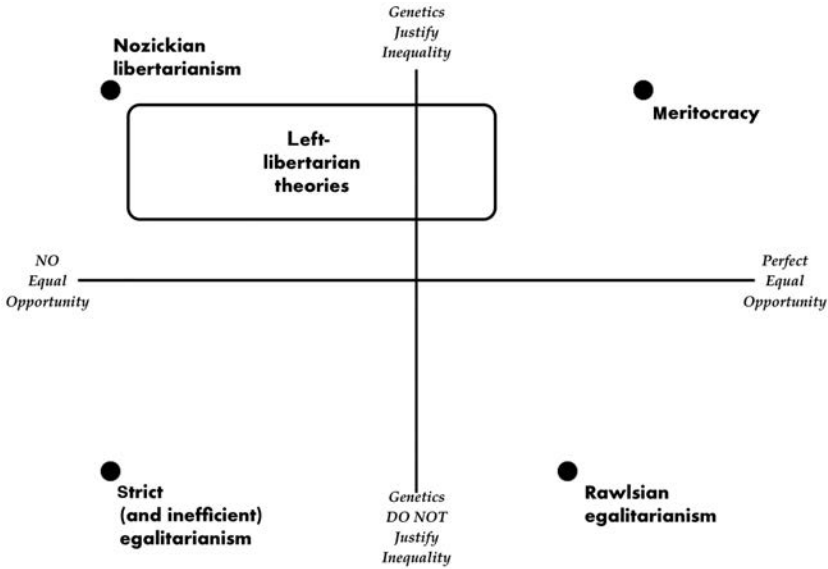 Genetics
Justify
Inequality
Nozickian
libertarianism
Meritocracy
Left-
libertarian
theories
NO
Equal
Opportunity
Perfect
Equal
Opportunity
Strict
(and inefficient)
egalitarianism
Genetics
DO NOT
Justify
Inequality
Rawlsian
egalitarianism